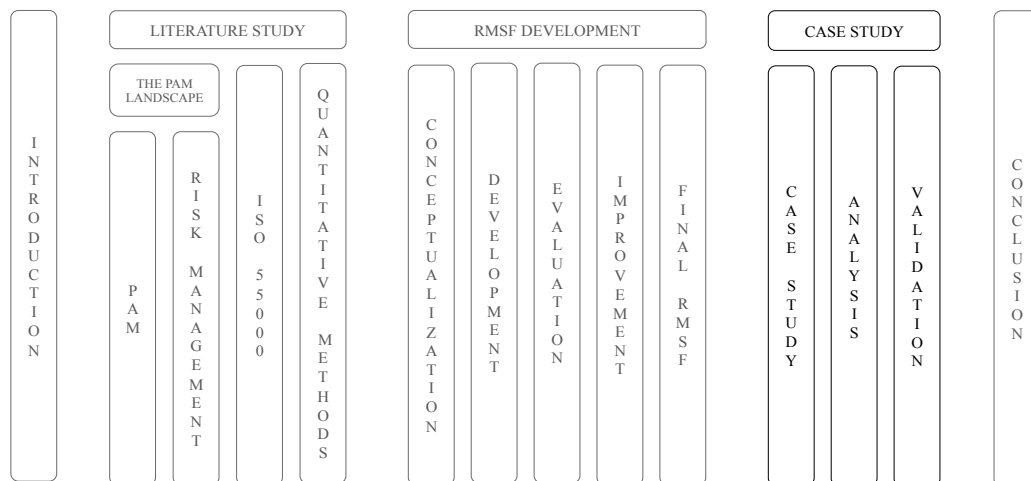 INTRODUCTION
LITERATURE STUDY
THE PAM
LANDSCAPE
PAM
RISK MANAGEMENT
ISO 55000
QUANTITATIVE METHODS
RMSF DEVELOPMENT
CONCEPTUALIZATION
DEVELOPMENT
EVALUATION
IMPROVEMENT
FINAL RMSF
CASE STUDY
CASE STUDY
ANALYSIS
VALIDATION
CONCLUSION